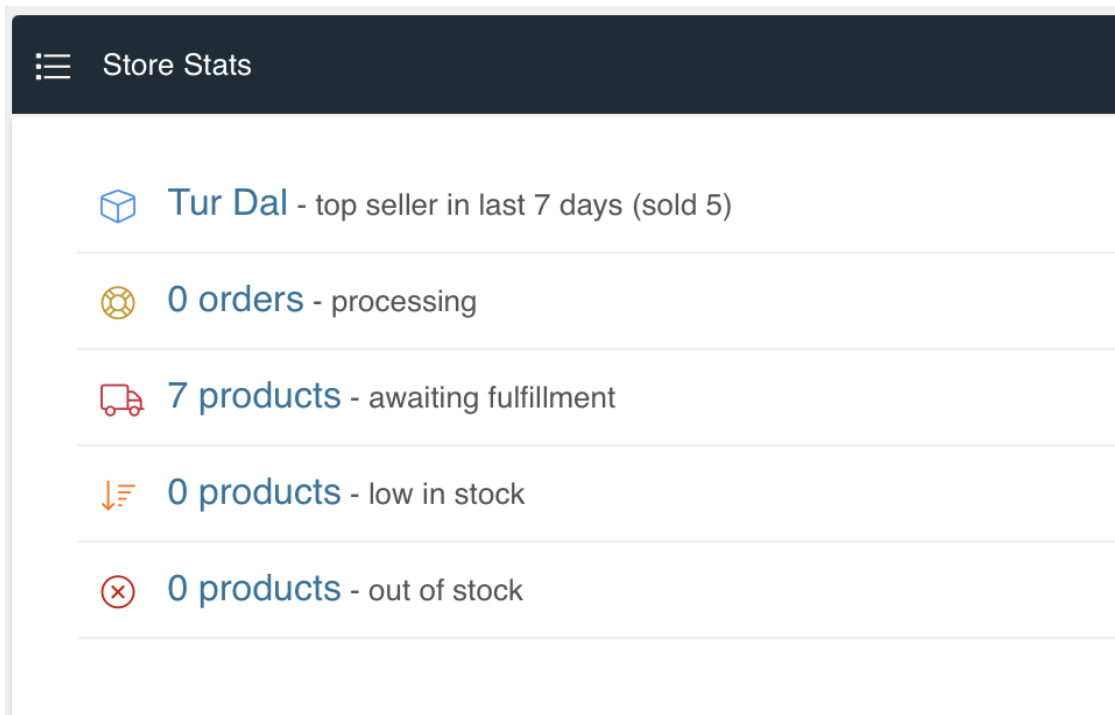 Store Stats
Tur Dal - top seller in last 7 days (sold 5)
0 orders - processing
7 products - awaiting fulfillment
0 products - low in stock
0 products - out of stock